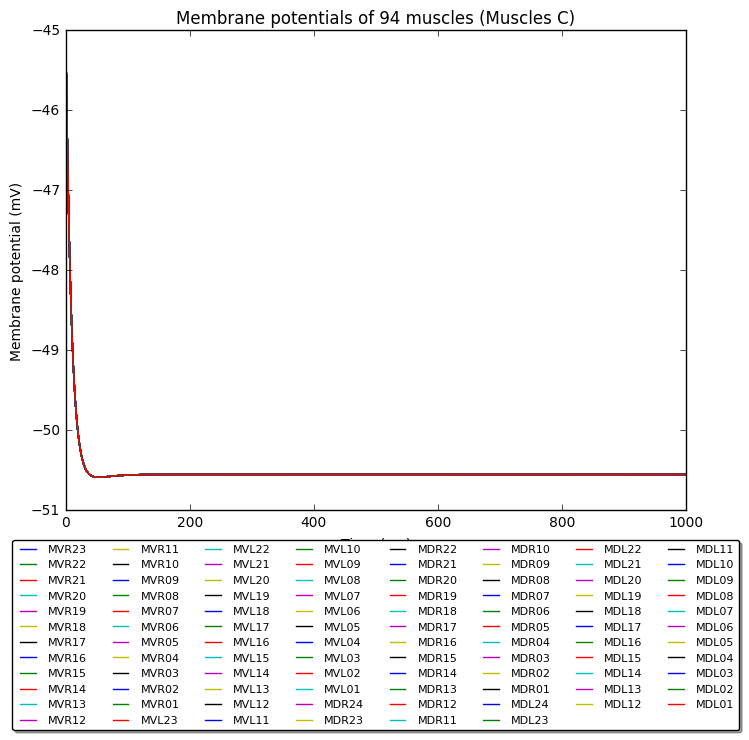 Membrane potentials of 94 muscles (Muscles C)
−45
−46
−47
−48
−49
−50
−51
Membrane potential (mV)
0 200 400 600 800 1000
MVR23 MVR11 MVL22 MVL10 MDR22 MDR10 MDL22 MDL11
MVR22 MVR10 MVL21 MVL09 MDR21 MDR09 MDL21 MDL10
MVR21 MVR09 MVL20 MVL08 MDR20 MDR08 MDL20 MDL09
MVR20 MVR08 MVL19 MVL07 MDR19 MDR07 MDL19 MDL08
MVR19 MVR07 MVL18 MVL06 MDR18 MDR06 MDL18 MDL07
MVR18 MVR06 MVL17 MVL05 MDR17 MDR05 MDL17 MDL06
MVR17 MVR05 MVL16 MVL04 MDR16 MDR04 MDL16 MDL05
MVR16 MVR04 MVL15 MVL03 MDR15 MDR03 MDL15 MDL04
MVR15 MVR03 MVL14 MVL02 MDR14 MDR02 MDL14 MDL03
MVR14 MVR02 MVL13 MVL01 MDR13 MDR01 MDL13 MDL02
MVR13 MVR01 MVL12 MDR24 MDR12 MDL24 MDL12 MDL01
MVR12 MVL23 MVL11 MDR23 MDR11 MDL23